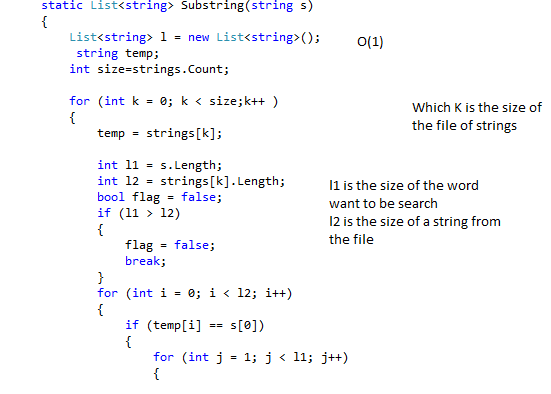 static List<string> Substring(string s)
{
List<string> l = new List<string>();
string temp;
int size=strings.Count;
O(1)
for (int k = 0; k < size;k++ )
{
temp = strings[k];
Which K is the size of
the file of strings
int l1 = s.Length;
int l2 = strings[k].Length;
bool flag = false;
if (l1 > l2)
{
flag = false;
break;
}
l1 is the size of the word
want to be search
l2 is the size of a string from
the file
for (int i = 0; i < l2; i++)
{
if (temp[i] == s[0])
{
for (int j = 1; j < l1; j++)
{